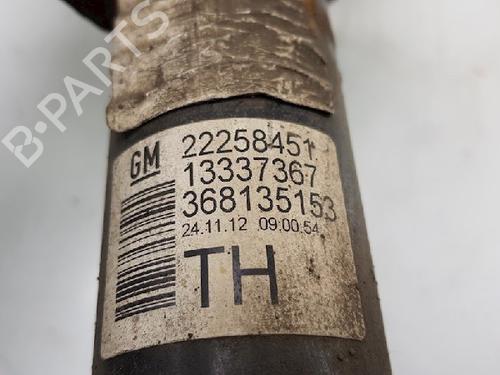 B-PARTS
GM 22258451
13337367
368135153
24.11.12 09:00:54
TH